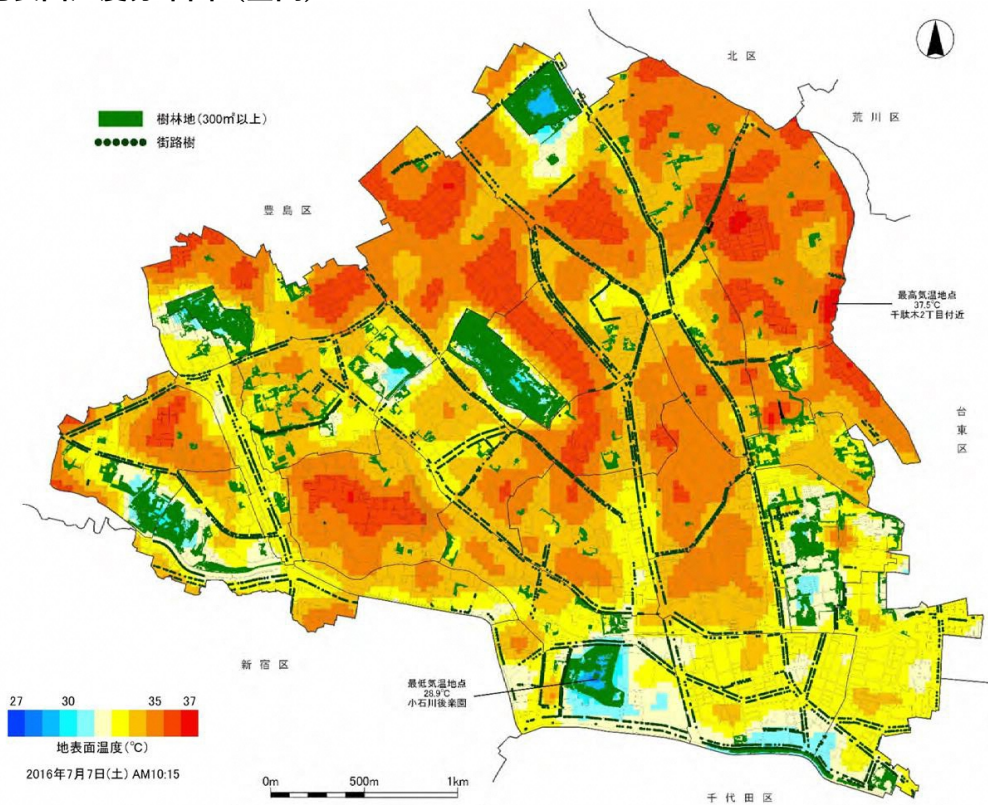 北区
荒川区
樹林地(300㎡以上)
街路樹
豊島区
最高気温地点
37.5℃
千駄木2丁目付近
台東区
新宿区
最低気温地点
28.9℃
小石川後楽園
27 30 35 37
地表面温度(℃)
2016年7月7日(土) AM10:15
0m 500m 1km
千代田区